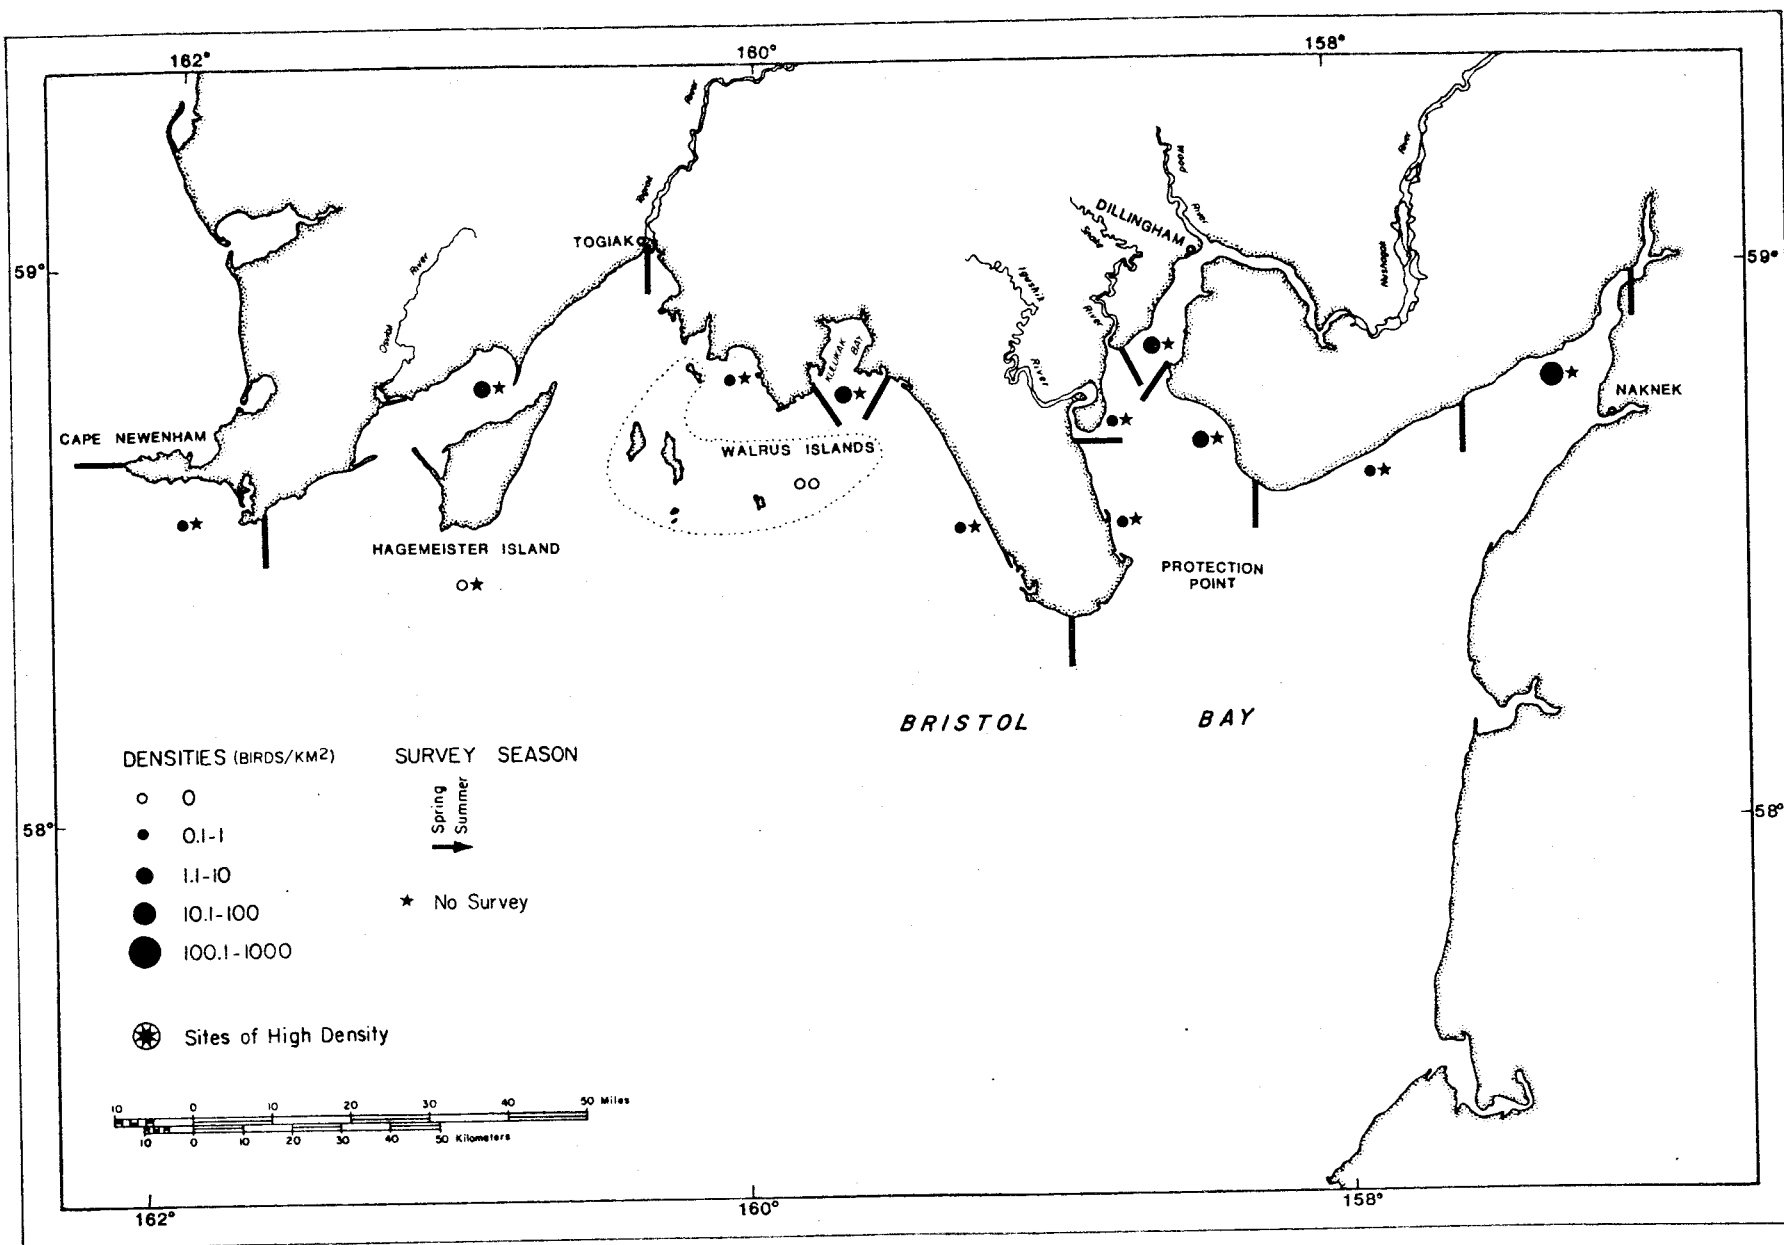 162°
160°
158°
59°
59°
River
Togiak
TOGIAK
River
Osviak
Wood
River
DILLINGHAM
Snake
River
Igushik
River
River
Nushagak
KULUKAK
BAY
NAKNEK
CAPE NEWENHAM
WALRUS ISLANDS
HAGEMEISTER ISLAND
PROTECTION
POINT
BRISTOL BAY
DENSITIES (BIRDS/KM2)
0
0.1-1
1.1-10
10.1-100
100.1-1000
Sites of High Density
SURVEY SEASON
Spring
Summer
★ No Survey
58°
58°
10 0 10 20 30 40 50 Miles
10 0 10 20 30 40 50 Kilometers
162°
160°
158°